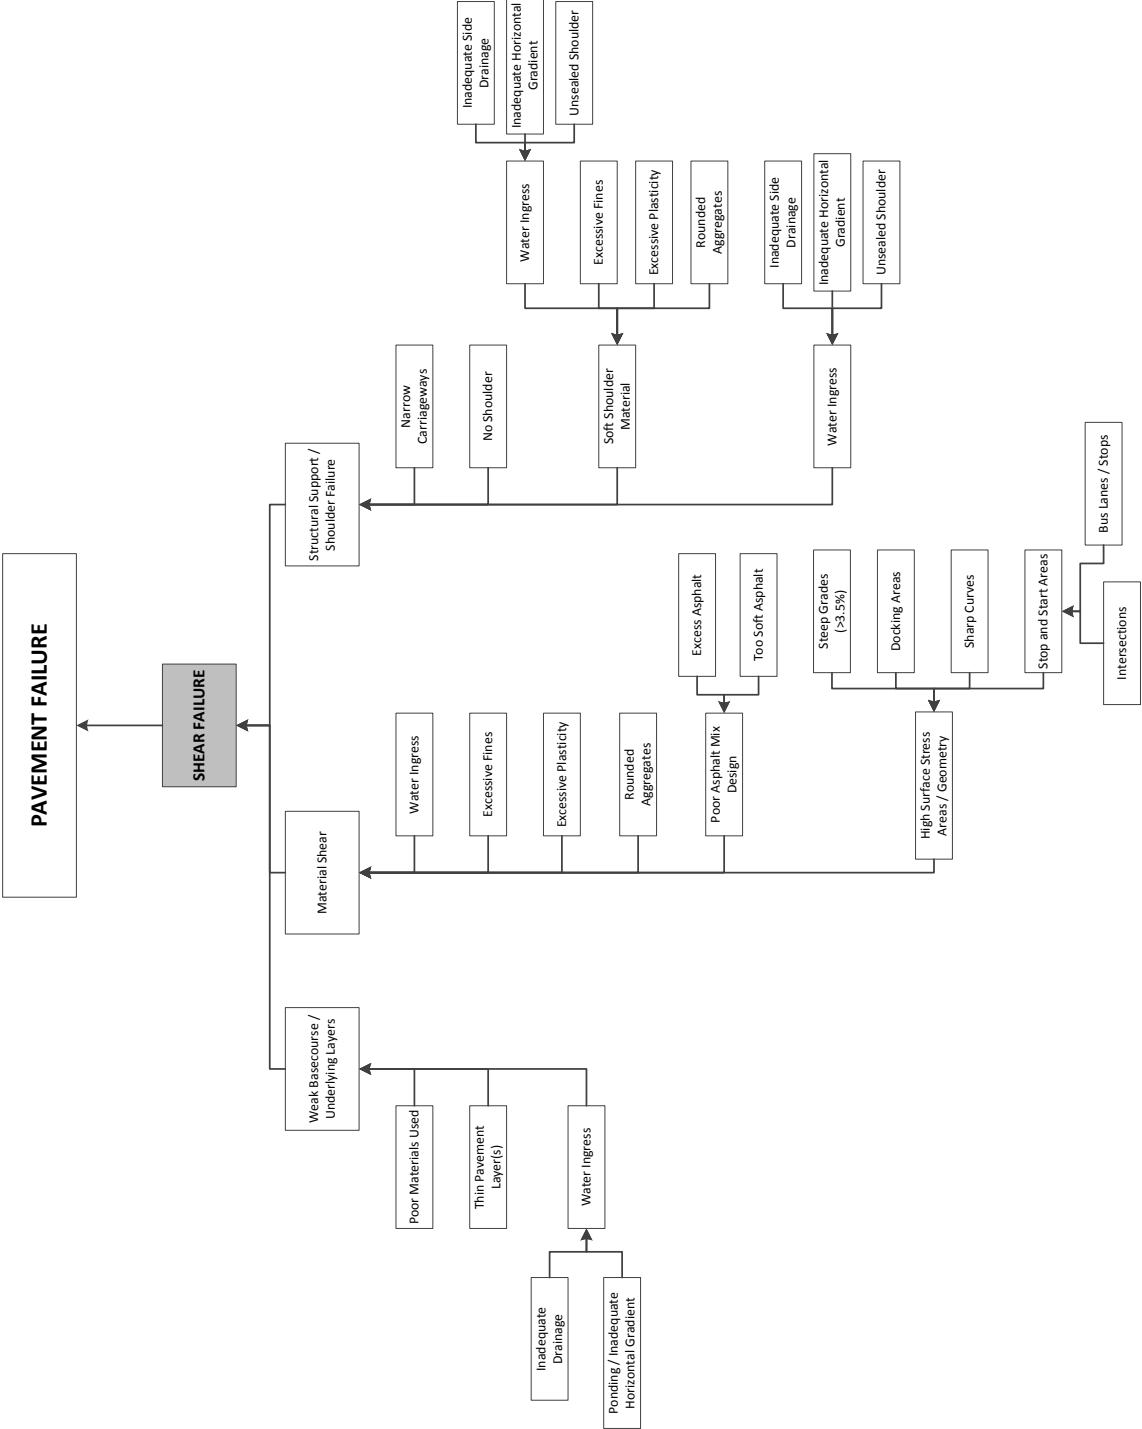 PAVEMENT FAILURE
SHEAR FAILURE
Weak Basecourse /
Underlying Layers
Poor Materials Used
Thin Pavement
Layer(s)
Water Ingress
Inadequate
Drainage
Ponding / Inadequate
Horizontal Gradient
Material Shear
Water Ingress
Excessive Fines
Excessive Plasticity
Rounded
Aggregates
Poor Asphalt Mix
Design
Excess Asphalt
Too Soft Asphalt
High Surface Stress
Areas / Geometry
Steep Grades
(>3.5%)
Docking Areas
Sharp Curves
Stop and Start Areas
Intersections
Bus Lanes / Stops
Structural Support /
Shoulder Failure
Narrow
Carriageways
No Shoulder
Soft Shoulder
Material
Water Ingress
Inadequate Side
Drainage
Inadequate Horizontal
Gradient
Unsealed Shoulder
Excessive Fines
Excessive Plasticity
Rounded
Aggregates
Water Ingress
Inadequate Side
Drainage
Inadequate Horizontal
Gradient
Unsealed Shoulder